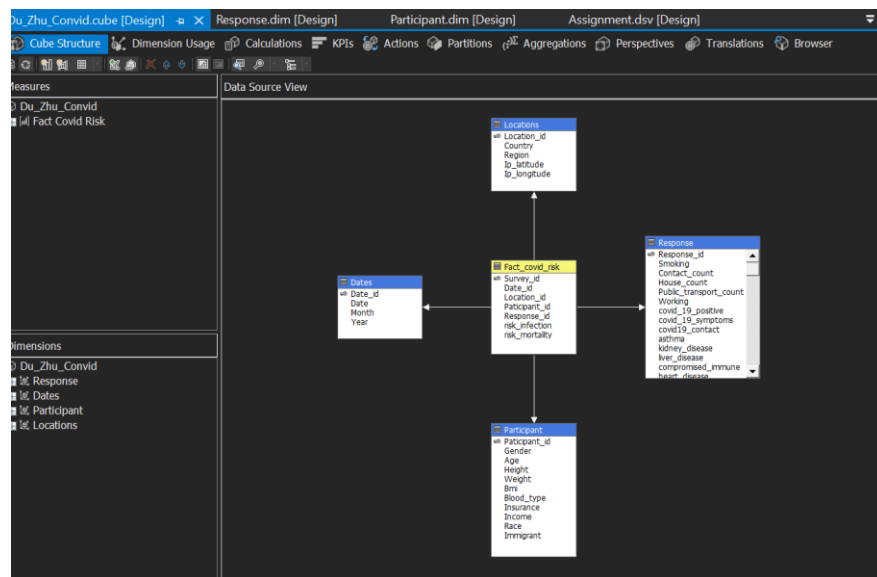 Du_Zhu_Convid.cube [Design] Response.dim [Design] Participant.dim [Design] Assignment.dsv [Design]
Cube Structure Dimension Usage Calculations KPIs Actions Partitions Aggregations Perspectives Translations Browser
Measures
Data Source View
Du_Zhu_Convid
Fact Covid Risk
Locations
Location_id
Country
Region
Ip_latitude
Ip_longtude
Dates
Date_id
Date
Month
Year
Fact_covid_risk
Survey_id
Date_id
Location_id
Paticipant_id
Response_id
risk_infection
risk_mortality
Response
Response_id
Smoking
Contact_count
House_count
Public_transport_count
Working
covid_19_positive
covid_19_symptoms
covid19_contact
asthma
kidney_disease
liver_disease
compromised_immune
heart_disease
Participant
Paticipant_id
Gender
Age
Height
Weight
Bmi
Blood_type
Insurance
Income
Race
Immigrant
Dimensions
Du_Zhu_Convid
Response
Dates
Participant
Locations